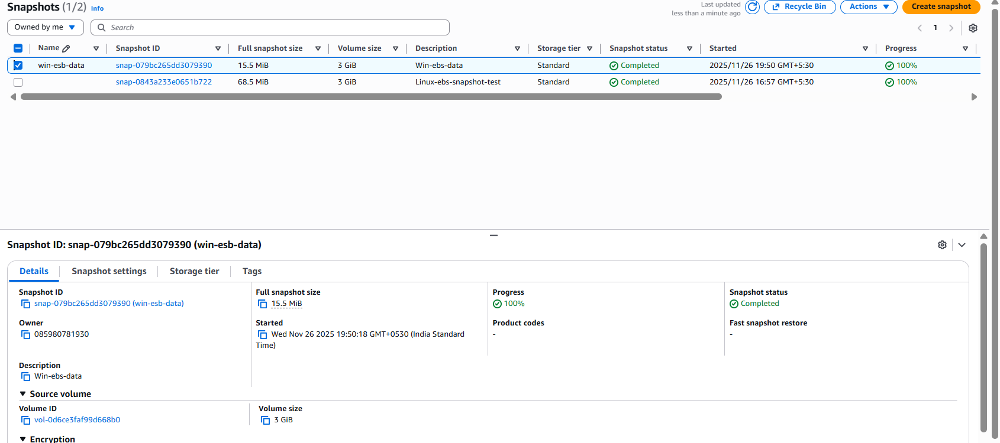 Snapshots (1/2) Info
Last updated
less than a minute ago
Recycle Bin
Actions
Create snapshot
Owned by me
Search
1
Name Snapshot ID Full snapshot size Volume size Description Storage tier Snapshot status Started Progress
win-esb-data snap-079bc265dd3079390 15.5 MiB 3 GiB Win-ebs-data Standard Completed 2025/11/26 19:50 GMT+5:30 100%
snap-0843a233e0651b722 68.5 MiB 3 GiB Linux-ebs-snapshot-test Standard Completed 2025/11/26 16:57 GMT+5:30 100%
Snapshot ID: snap-079bc265dd3079390 (win-esb-data)
Details Snapshot settings Storage tier Tags
Snapshot ID
snap-079bc265dd3079390 (win-esb-data)
Full snapshot size
15.5 MiB
Progress
100%
Snapshot status
Completed
Owner
085980781930
Started
Wed Nov 26 2025 19:50:18 GMT+0530 (India Standard
Time)
Product codes
-
Fast snapshot restore
-
Description
Win-ebs-data
Source volume
Volume ID
vol-0d6ce3faf99d668b0
Volume size
3 GiB
Encryption